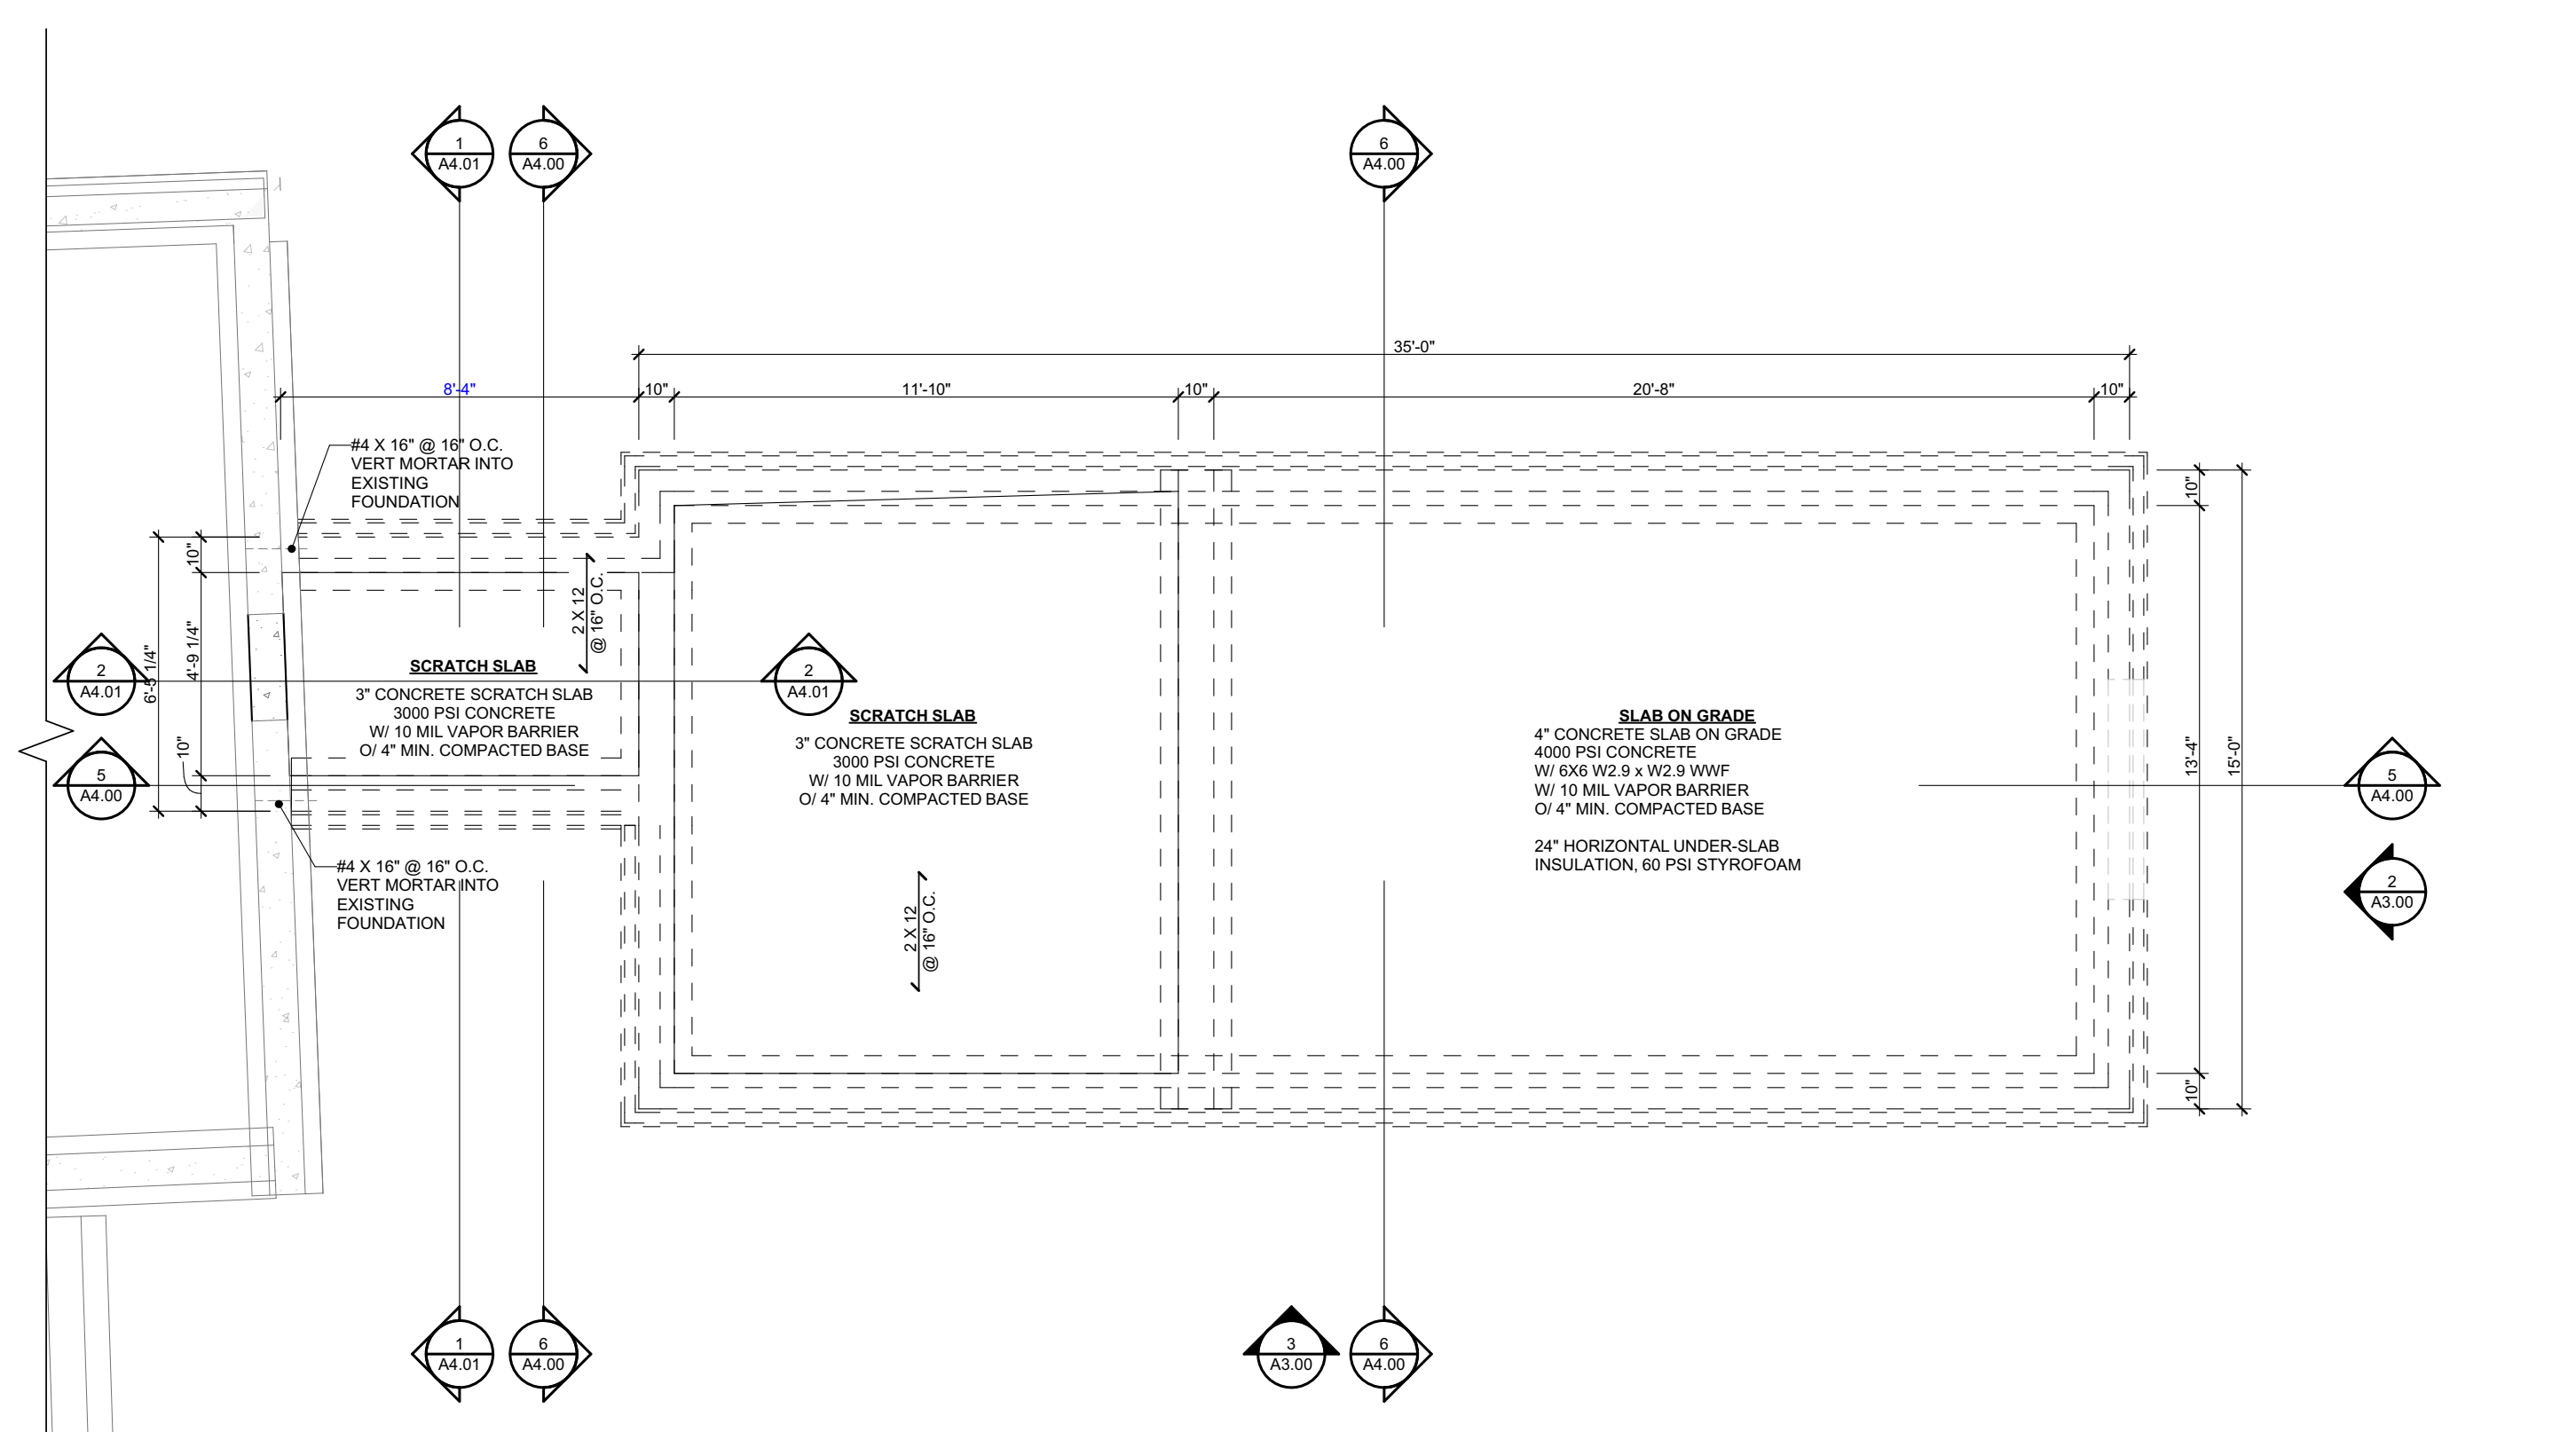 1
A4.01
6
A4.00
6
A4.00
35'-0"
8'-4"
10"
11'-10"
10"
20'-8"
10"
#4 X 16" @ 16" O.C.
VERT MORTAR INTO
EXISTING
FOUNDATION
10"
10"
2 X 12
@ 16" O.C.
4'-9 1/4"
6'-5 1/4"
2
A4.01
SCRATCH SLAB
3" CONCRETE SCRATCH SLAB
3000 PSI CONCRETE
W/ 10 MIL VAPOR BARRIER
O/ 4" MIN. COMPACTED BASE
2
A4.01
SCRATCH SLAB
3" CONCRETE SCRATCH SLAB
3000 PSI CONCRETE
W/ 10 MIL VAPOR BARRIER
O/ 4" MIN. COMPACTED BASE
SLAB ON GRADE
4" CONCRETE SLAB ON GRADE
4000 PSI CONCRETE
W/ 6X6 W2.9 x W2.9 WWF
W/ 10 MIL VAPOR BARRIER
O/ 4" MIN. COMPACTED BASE
24" HORIZONTAL UNDER-SLAB
INSULATION, 60 PSI STYROFOAM
13'-4"
15'-0"
10"
5
A4.00
5
A4.00
#4 X 16" @ 16" O.C.
VERT MORTAR INTO
EXISTING
FOUNDATION
2 X 12
@ 16" O.C.
2
A3.00
10"
1
A4.01
6
A4.00
3
A3.00
6
A4.00